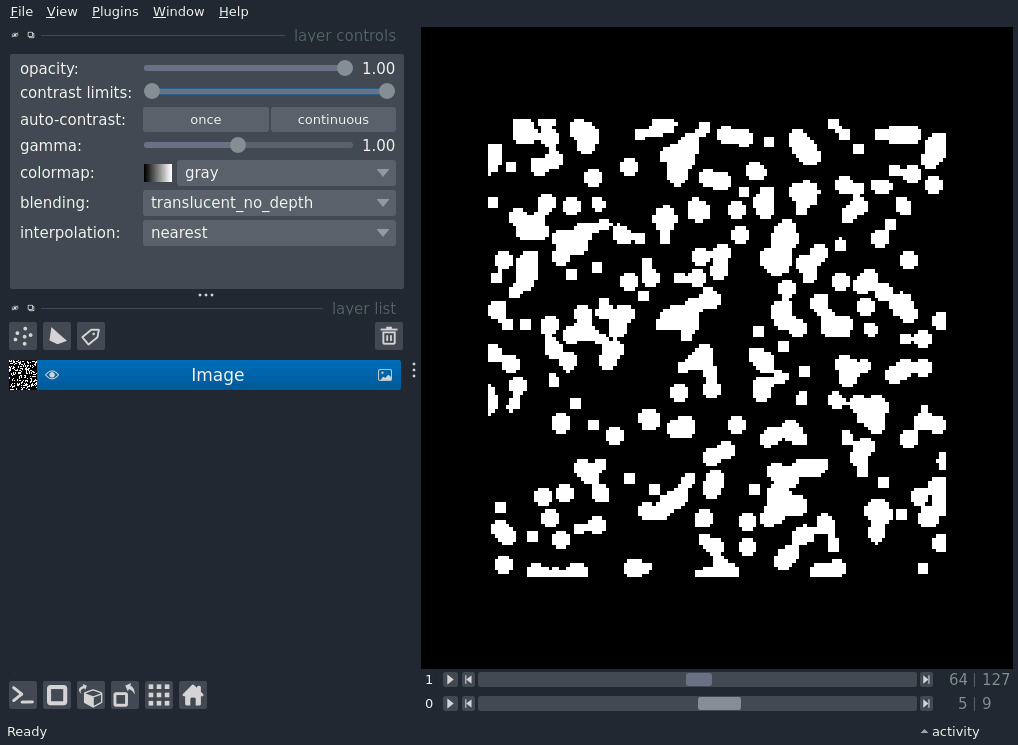 File View Plugins Window Help
layer controls
opacity: 1.00
contrast limits:
auto-contrast: once continuous
gamma: 1.00
colormap: gray
blending: translucent_no_depth
interpolation: nearest
layer list
Image
1 64 | 127
0 5 | 9
Ready activity